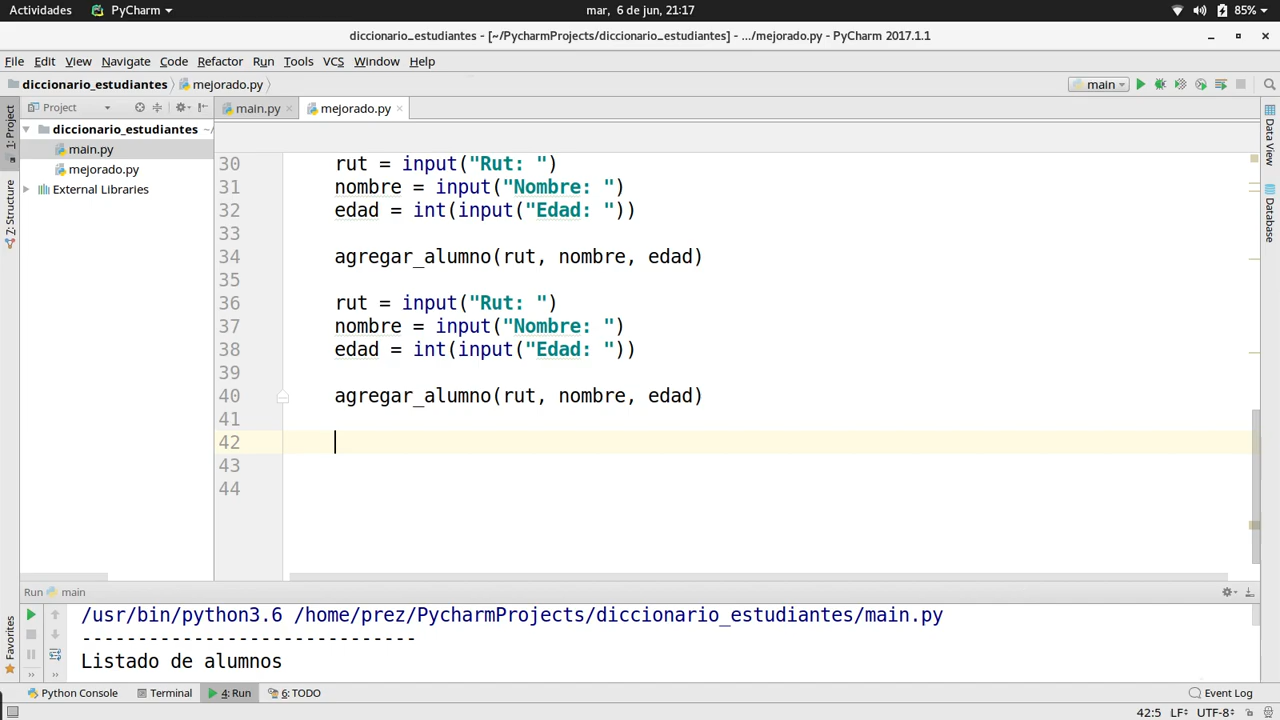 Actividades PyCharm mar, 6 de jun, 21:17 85%
diccionario_estudiantes - [~/PycharmProjects/diccionario_estudiantes] - .../mejorado.py - PyCharm 2017.1.1
File Edit View Navigate Code Refactor Run Tools VCS Window Help
diccionario_estudiantes mejorado.py main
Project main.py mejorado.py
diccionario_estudiantes ~/
main.py
mejorado.py
External Libraries
1: Project
7: Structure
Favorites
Data View
Database
30 rut = input("Rut: ")
31 nombre = input("Nombre: ")
32 edad = int(input("Edad: "))
33
34 agregar_alumno(rut, nombre, edad)
35
36 rut = input("Rut: ")
37 nombre = input("Nombre: ")
38 edad = int(input("Edad: "))
39
40 agregar_alumno(rut, nombre, edad)
41
42
43
44
Run main
/usr/bin/python3.6 /home/prez/PycharmProjects/diccionario_estudiantes/main.py
------------------------------
Listado de alumnos
Python Console Terminal 4: Run 6: TODO Event Log
42:5 LF UTF-8